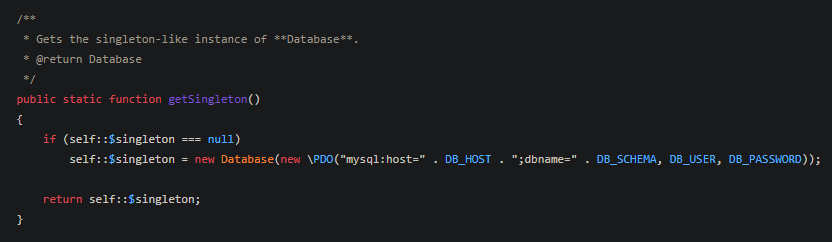 /**
 * Gets the singleton-like instance of **Database**.
 * @return Database
 */
public static function getSingleton()
{
    if (self::$singleton === null)
        self::$singleton = new Database(new \PDO("mysql:host=" . DB_HOST . ";dbname=" . DB_SCHEMA, DB_USER, DB_PASSWORD));

    return self::$singleton;
}